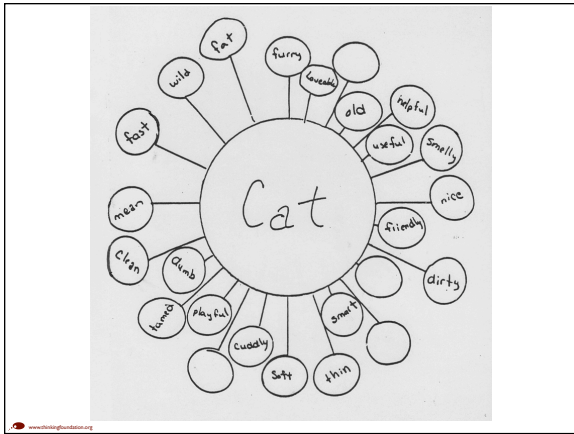 Cat
furry
Loveable
old
helpful
useful
Smelly
nice
friendly
dirty
smart
thin
Soft
cuddly
playful
tamed
dumb
Clean
mean
fast
wild
fat
www.thinkingfoundation.org